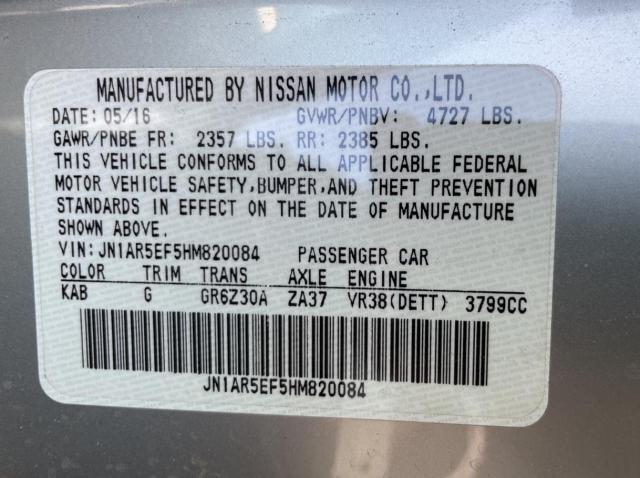 MANUFACTURED BY NISSAN MOTOR CO.,LTD.
DATE: 05/16 GVWR/PNBV: 4727 LBS.
GAWR/PNBE FR: 2357 LBS. RR: 2385 LBS.
THIS VEHICLE CONFORMS TO ALL APPLICABLE FEDERAL
MOTOR VEHICLE SAFETY,BUMPER,AND THEFT PREVENTION
STANDARDS IN EFFECT ON THE DATE OF MANUFACTURE
SHOWN ABOVE.
VIN:JN1AR5EF5HM820084 PASSENGER CAR
COLOR TRIM TRANS AXLE ENGINE
KAB G GR6Z30A ZA37 VR38(DETT) 3799CC
JN1AR5EF5HM820084